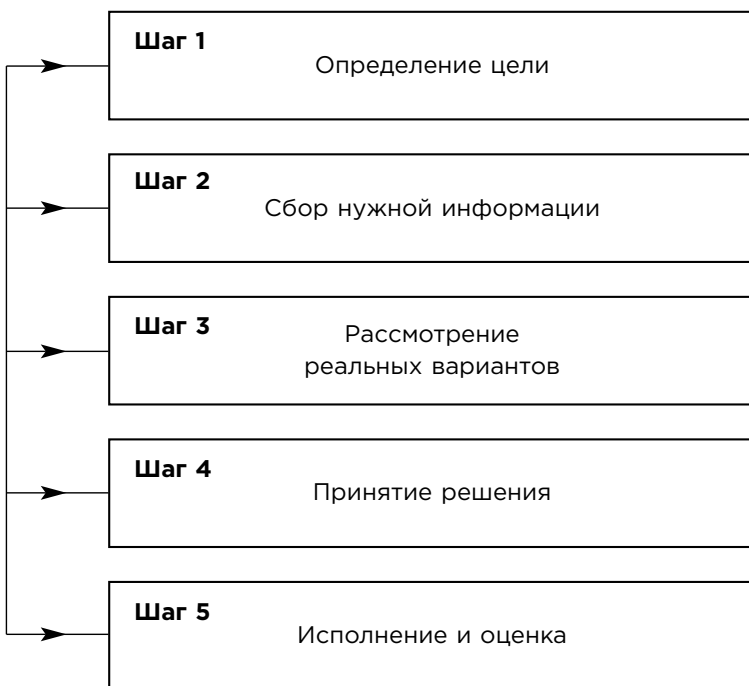 Шаг 1
Определение цели
Шаг 2
Сбор нужной информации
Шаг 3
Рассмотрение
реальных вариантов
Шаг 4
Принятие решения
Шаг 5
Исполнение и оценка